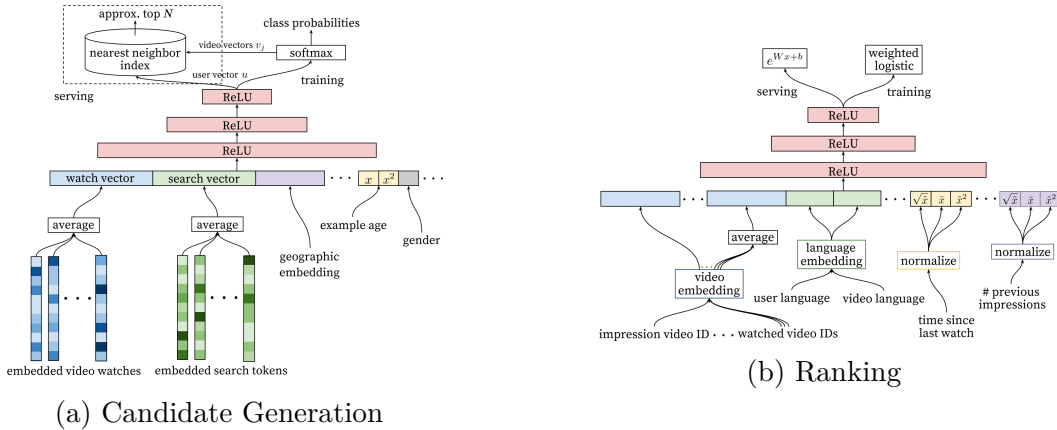 approx. top N
class probabilities
nearest neighbor
index
video vectors v_j
softmax
user vector u
serving
training
ReLU
ReLU
ReLU
watch vector
search vector
· · ·
x
x²
· · ·
average
average
example age
gender
geographic
embedding
· · ·
· · ·
embedded video watches
embedded search tokens
(a) Candidate Generation
e^{Wx+b}
weighted
logistic
serving
training
ReLU
ReLU
ReLU
· · ·
· · ·
√x̃
x̃
x̃²
· · ·
√x̃
x̃
x̃²
average
language
embedding
normalize
normalize
· · ·
video
embedding
user language
video language
# previous
impressions
time since
last watch
impression video ID · · · watched video IDs
(b) Ranking